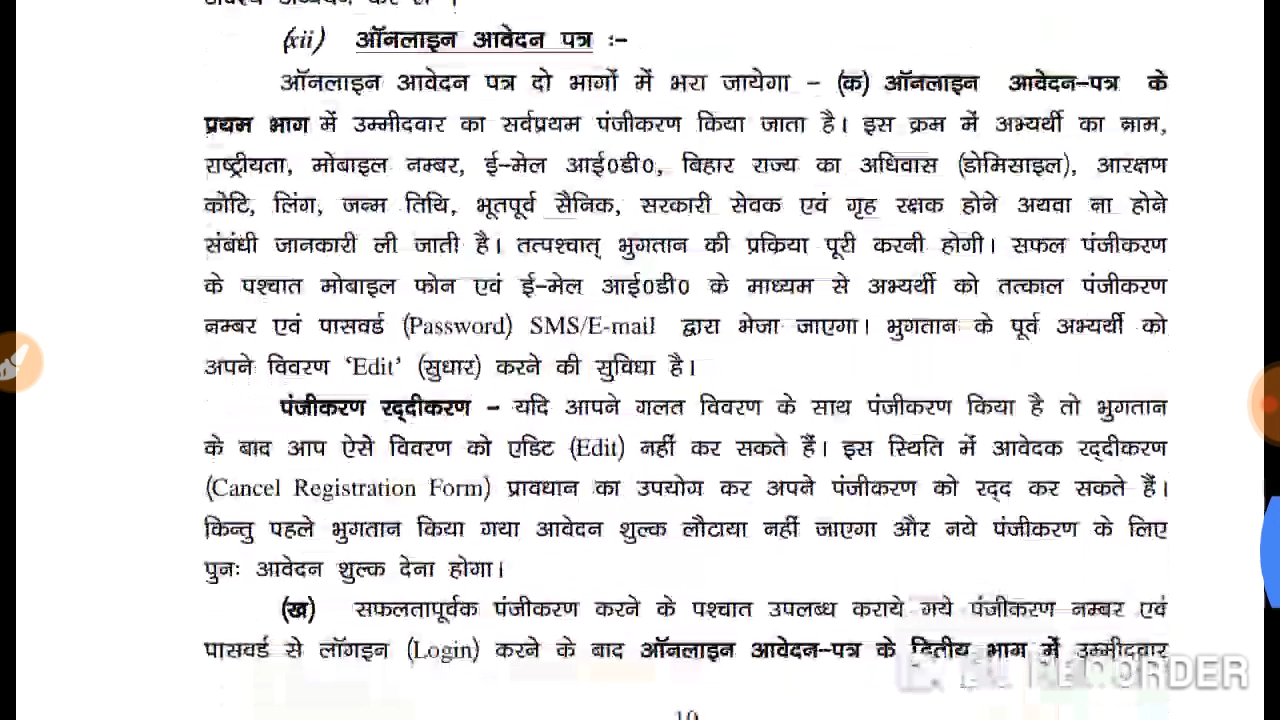 (xii) ऑनलाइन आवेदन पत्र :-
ऑनलाइन आवेदन पत्र दो भागों में भरा जायेगा – (क) ऑनलाइन आवेदन-पत्र के
प्रथम भाग में उम्मीदवार का सर्वप्रथम पंजीकरण किया जाता है। इस क्रम में अभ्यर्थी का नाम,
राष्ट्रीयता, मोबाइल नम्बर, ई-मेल आई0डी0, बिहार राज्य का अधिवास (डोमिसाइल), आरक्षण
कोटि, लिंग, जन्म तिथि, भूतपूर्व सैनिक, सरकारी सेवक एवं गृह रक्षक होने अथवा ना होने
संबंधी जानकारी ली जाती है। तत्पश्चात् भुगतान की प्रक्रिया पूरी करनी होगी। सफल पंजीकरण
के पश्चात मोबाइल फोन एवं ई-मेल आई0डी0 के माध्यम से अभ्यर्थी को तत्काल पंजीकरण
नम्बर एवं पासवर्ड (Password) SMS/E-mail द्वारा भेजा जाएगा। भुगतान के पूर्व अभ्यर्थी को
अपने विवरण ‘Edit’ (सुधार) करने की सुविधा है।
पंजीकरण रद्दीकरण – यदि आपने गलत विवरण के साथ पंजीकरण किया है तो भुगतान
के बाद आप ऐसे विवरण को एडिट (Edit) नहीं कर सकते हैं। इस स्थिति में आवेदक रद्दीकरण
(Cancel Registration Form) प्रावधान का उपयोग कर अपने पंजीकरण को रद्द कर सकते हैं।
किन्तु पहले भुगतान किया गया आवेदन शुल्क लौटाया नहीं जाएगा और नये पंजीकरण के लिए
पुनः आवेदन शुल्क देना होगा।
(ख) सफलतापूर्वक पंजीकरण करने के पश्चात उपलब्ध कराये गये पंजीकरण नम्बर एवं
पासवर्ड से लॉगइन (Login) करने के बाद ऑनलाइन आवेदन-पत्र के द्वितीय भाग में उम्मीदवार
RECORDER